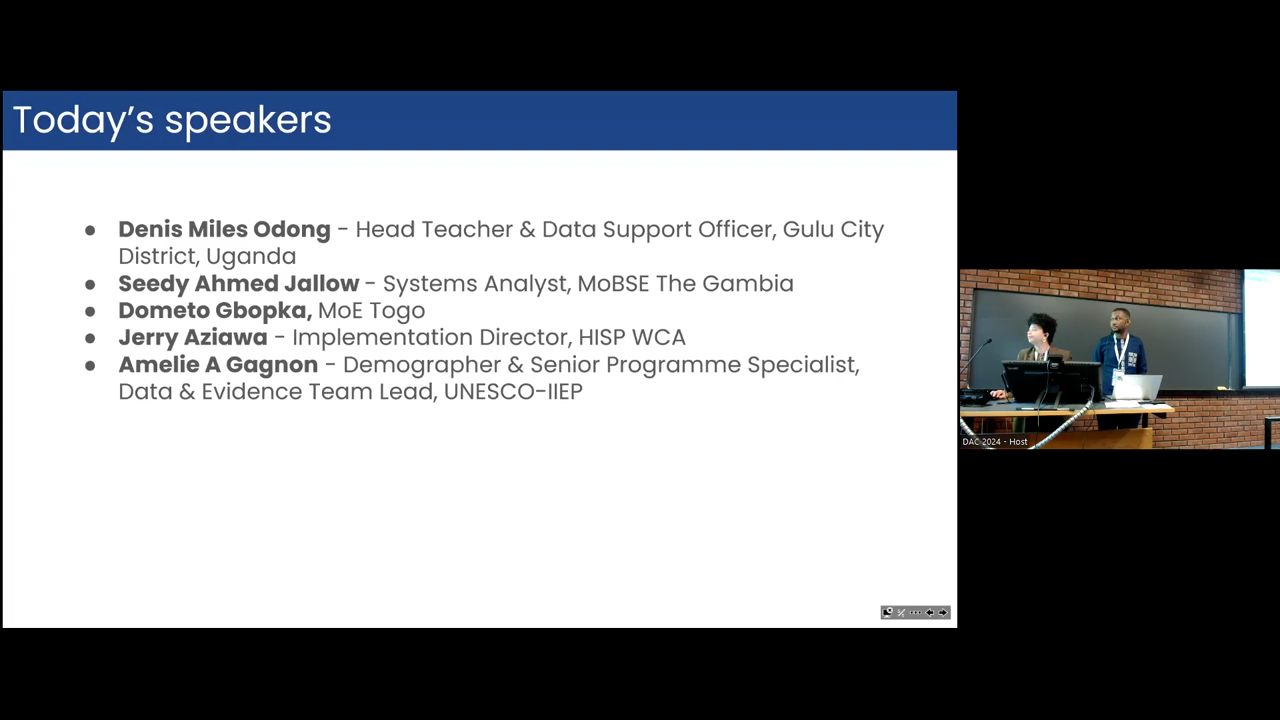 Today's speakers
● Denis Miles Odong - Head Teacher & Data Support Officer, Gulu City
District, Uganda
● Seedy Ahmed Jallow - Systems Analyst, MoBSE The Gambia
● Dometo Gbopka, MoE Togo
● Jerry Aziawa - Implementation Director, HISP WCA
● Amelie A Gagnon - Demographer & Senior Programme Specialist,
Data & Evidence Team Lead, UNESCO-IIEP
DAC 2024 - Host